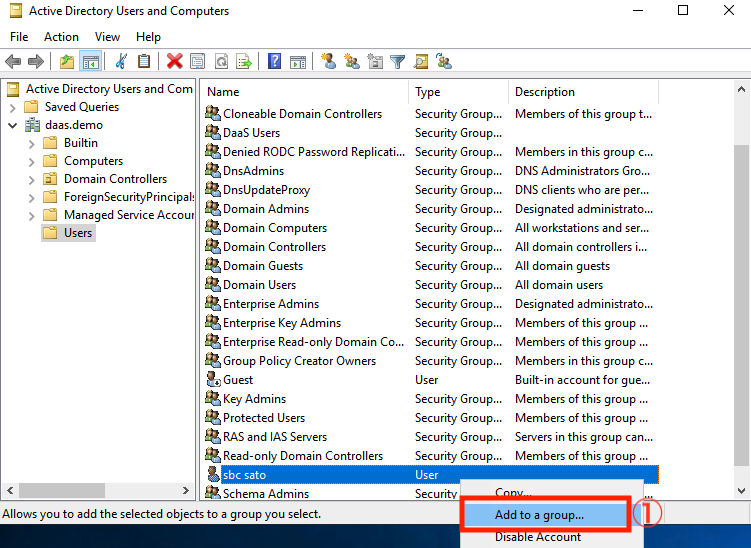 Active Directory Users and Computers
File Action View Help
Active Directory Users and Com
Saved Queries
daas.demo
Builtin
Computers
Domain Controllers
ForeignSecurityPrincipals
Managed Service Accour
Users
Name Type Description
Cloneable Domain Controllers Security Group... Members of this group t...
DaaS Users Security Group...
Denied RODC Password Replicati... Security Group... Members in this group c...
DnsAdmins Security Group... DNS Administrators Gro...
DnsUpdateProxy Security Group... DNS clients who are per...
Domain Admins Security Group... Designated administrato...
Domain Computers Security Group... All workstations and ser...
Domain Controllers Security Group... All domain controllers i...
Domain Guests Security Group... All domain guests
Domain Users Security Group... All domain users
Enterprise Admins Security Group... Designated administrato...
Enterprise Key Admins Security Group... Members of this group ...
Enterprise Read-only Domain Co... Security Group... Members of this group ...
Group Policy Creator Owners Security Group... Members in this group c...
Guest User Built-in account for gue...
Key Admins Security Group... Members of this group ...
Protected Users Security Group... Members of this group ...
RAS and IAS Servers Security Group... Servers in this group can...
Read-only Domain Controllers Security Group... Members of this group ...
sbc sato User
Schema Admins Security ...
Copy...
Add to a group... ①
Disable Account
Allows you to add the selected objects to a group you select.